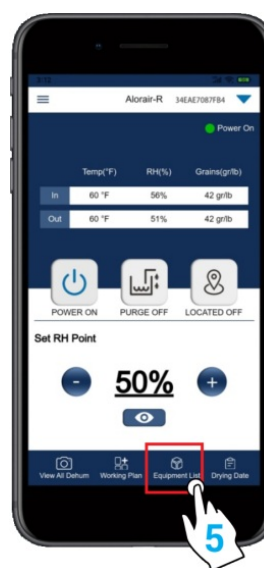 Alorair-R 34EAE7087FB4
Power On
Temp(°F) RH(%) Grains(gr/lb)
In 60 °F 56% 42 gr/lb
Out 60 °F 51% 42 gr/lb
POWER ON PURGE OFF LOCATED OFF
Set RH Point
- 50% +
View All Dehum Working Plan Equipment List Drying Date
5